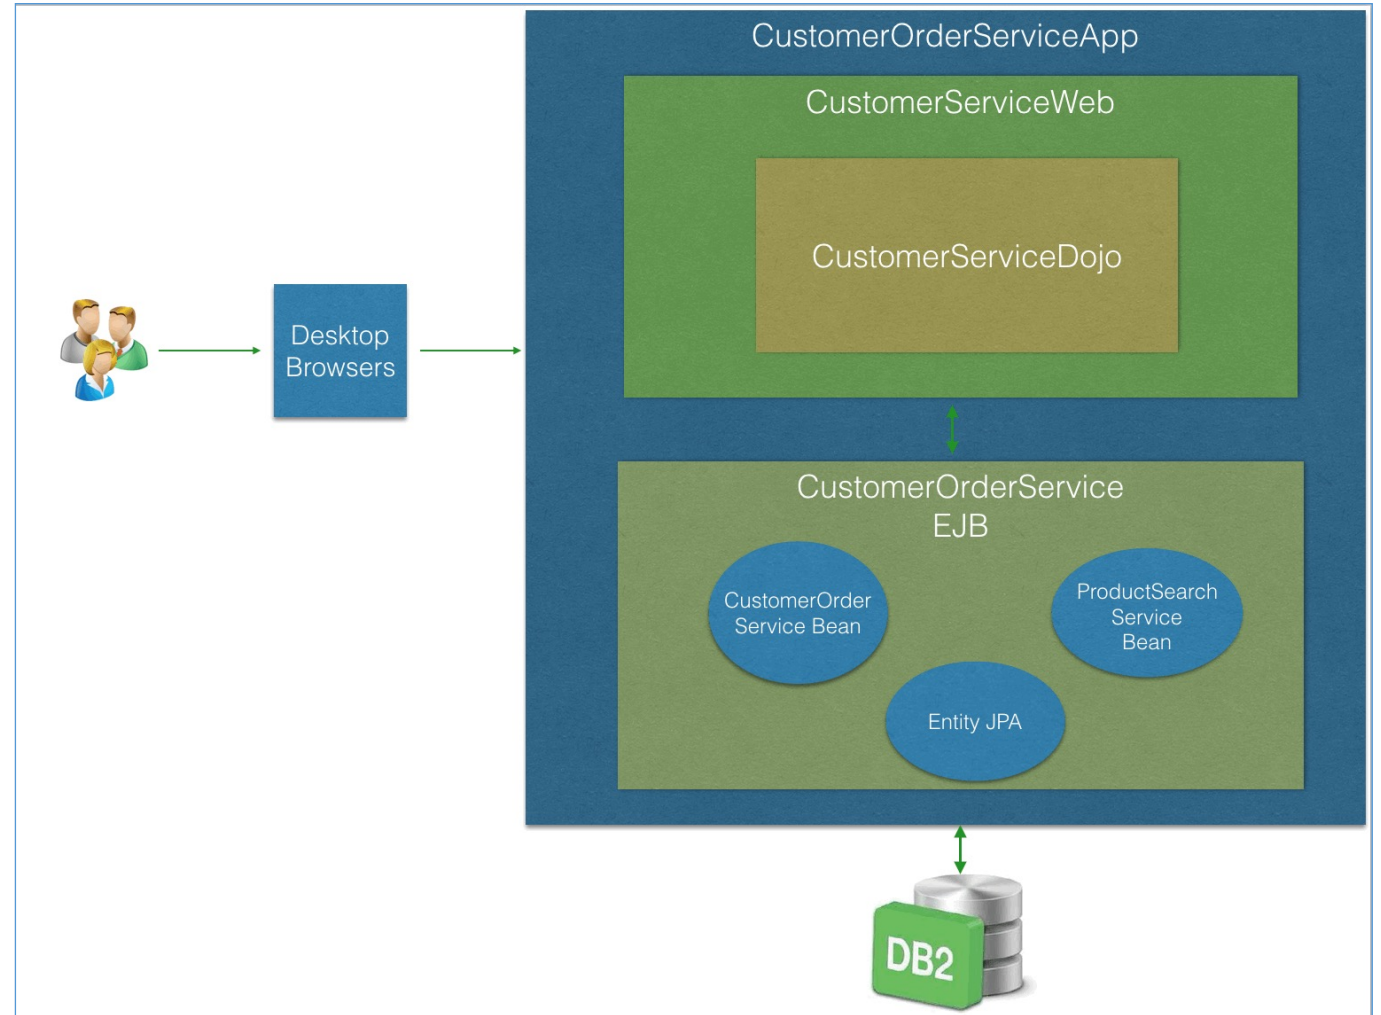 CustomerOrderServiceApp
CustomerServiceWeb
CustomerServiceDojo
Desktop
Browsers
CustomerOrderService
EJB
CustomerOrder
Service Bean
ProductSearch
Service
Bean
Entity JPA
DB2